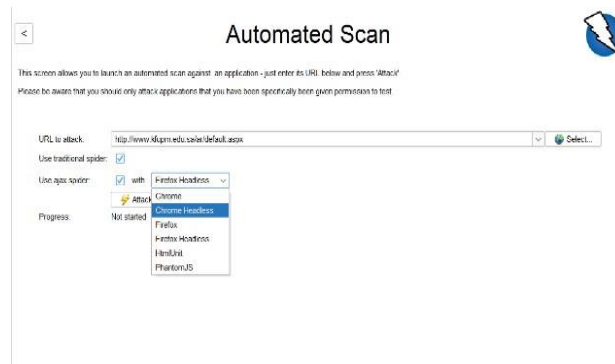 <
Automated Scan
This screen allows you to launch an automated scan against an application - just enter its URL below and press 'Attack'
Please be aware that you should only attack applications that you have been specifically been given permission to test
URL to attack: http://www.kfupm.edu.sa/ar/default.aspx Select...
Use traditional spider:
Use ajax spider: with Firefox Headless
Attack
Chrome
Chrome Headless
Progress: Not started
Firefox
Firefox Headless
HtmlUnit
PhantomJS